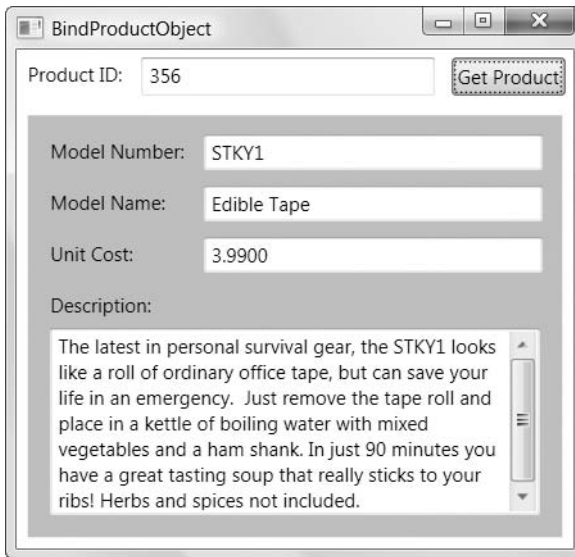 BindProductObject
Product ID: 356 Get Product
Model Number: STKY1
Model Name: Edible Tape
Unit Cost: 3.9900
Description:
The latest in personal survival gear, the STKY1 looks
like a roll of ordinary office tape, but can save your
life in an emergency.  Just remove the tape roll and
place in a kettle of boiling water with mixed
vegetables and a ham shank. In just 90 minutes you
have a great tasting soup that really sticks to your
ribs! Herbs and spices not included.